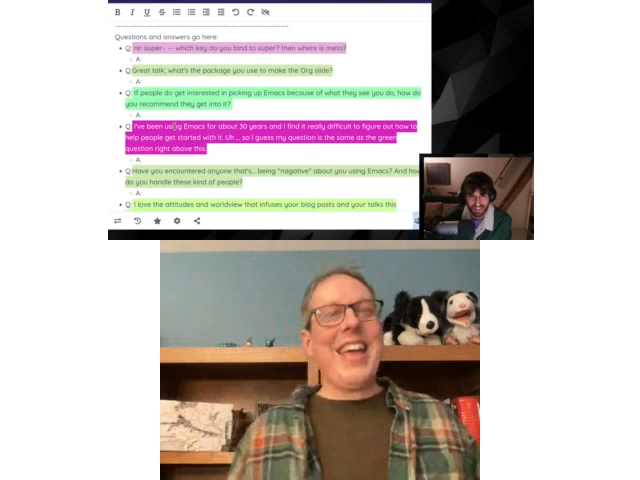 Questions and answers go here:
Q: re: super-. -- which key do you bind to super? then where is meta?
A:
Q: Great talk; what's the package you use to make the Org slide?
A:
Q: If people do get interested in picking up Emacs because of what they see you do, how do
you recommend they get into it?
A:
Q: I've been using Emacs for about 30 years and I find it really difficult to figure out how to
help people get started with it. Uh ... so I guess my question is the same as the green
question right above this.
A:
Q: Have you encountered anyone that's... being "nagative" about you using Emacs? And how
do you handle these kind of people?
A:
Q: I love the attitudes and worldview that infuses your blog posts and your talks this